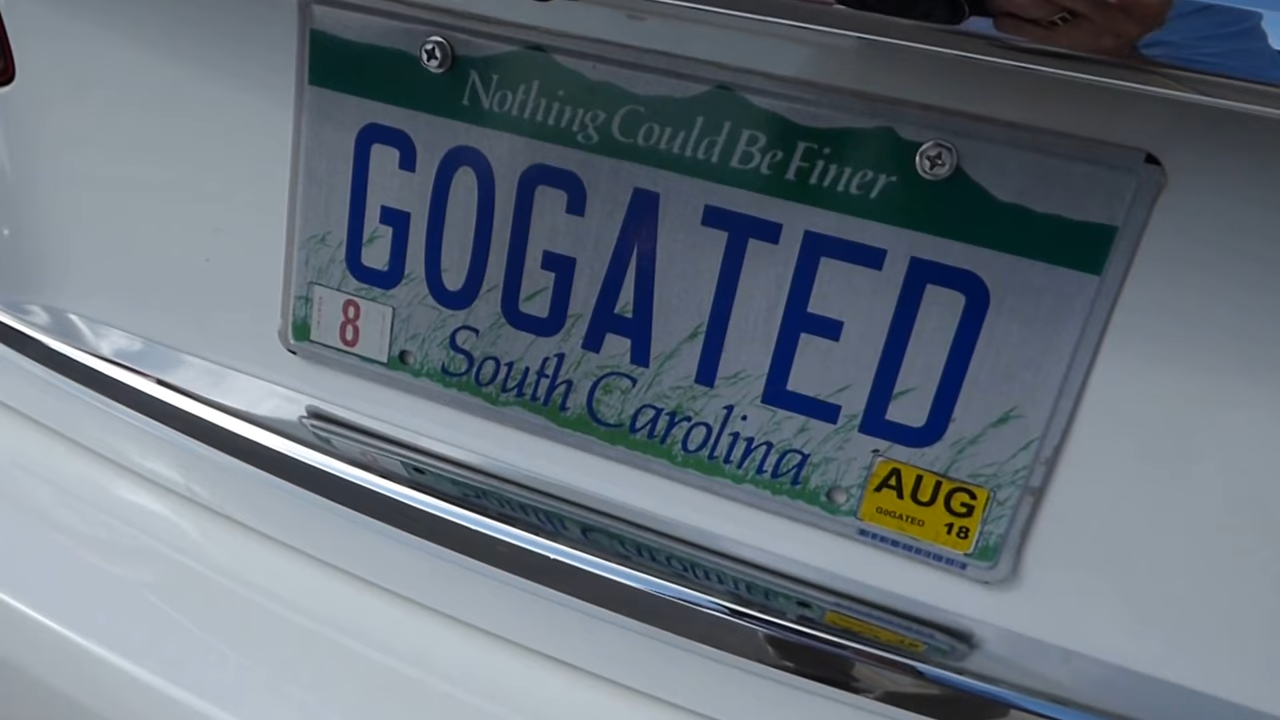 Nothing Could Be Finer
GOGATED
8
South Carolina
AUG
GOGATED 18